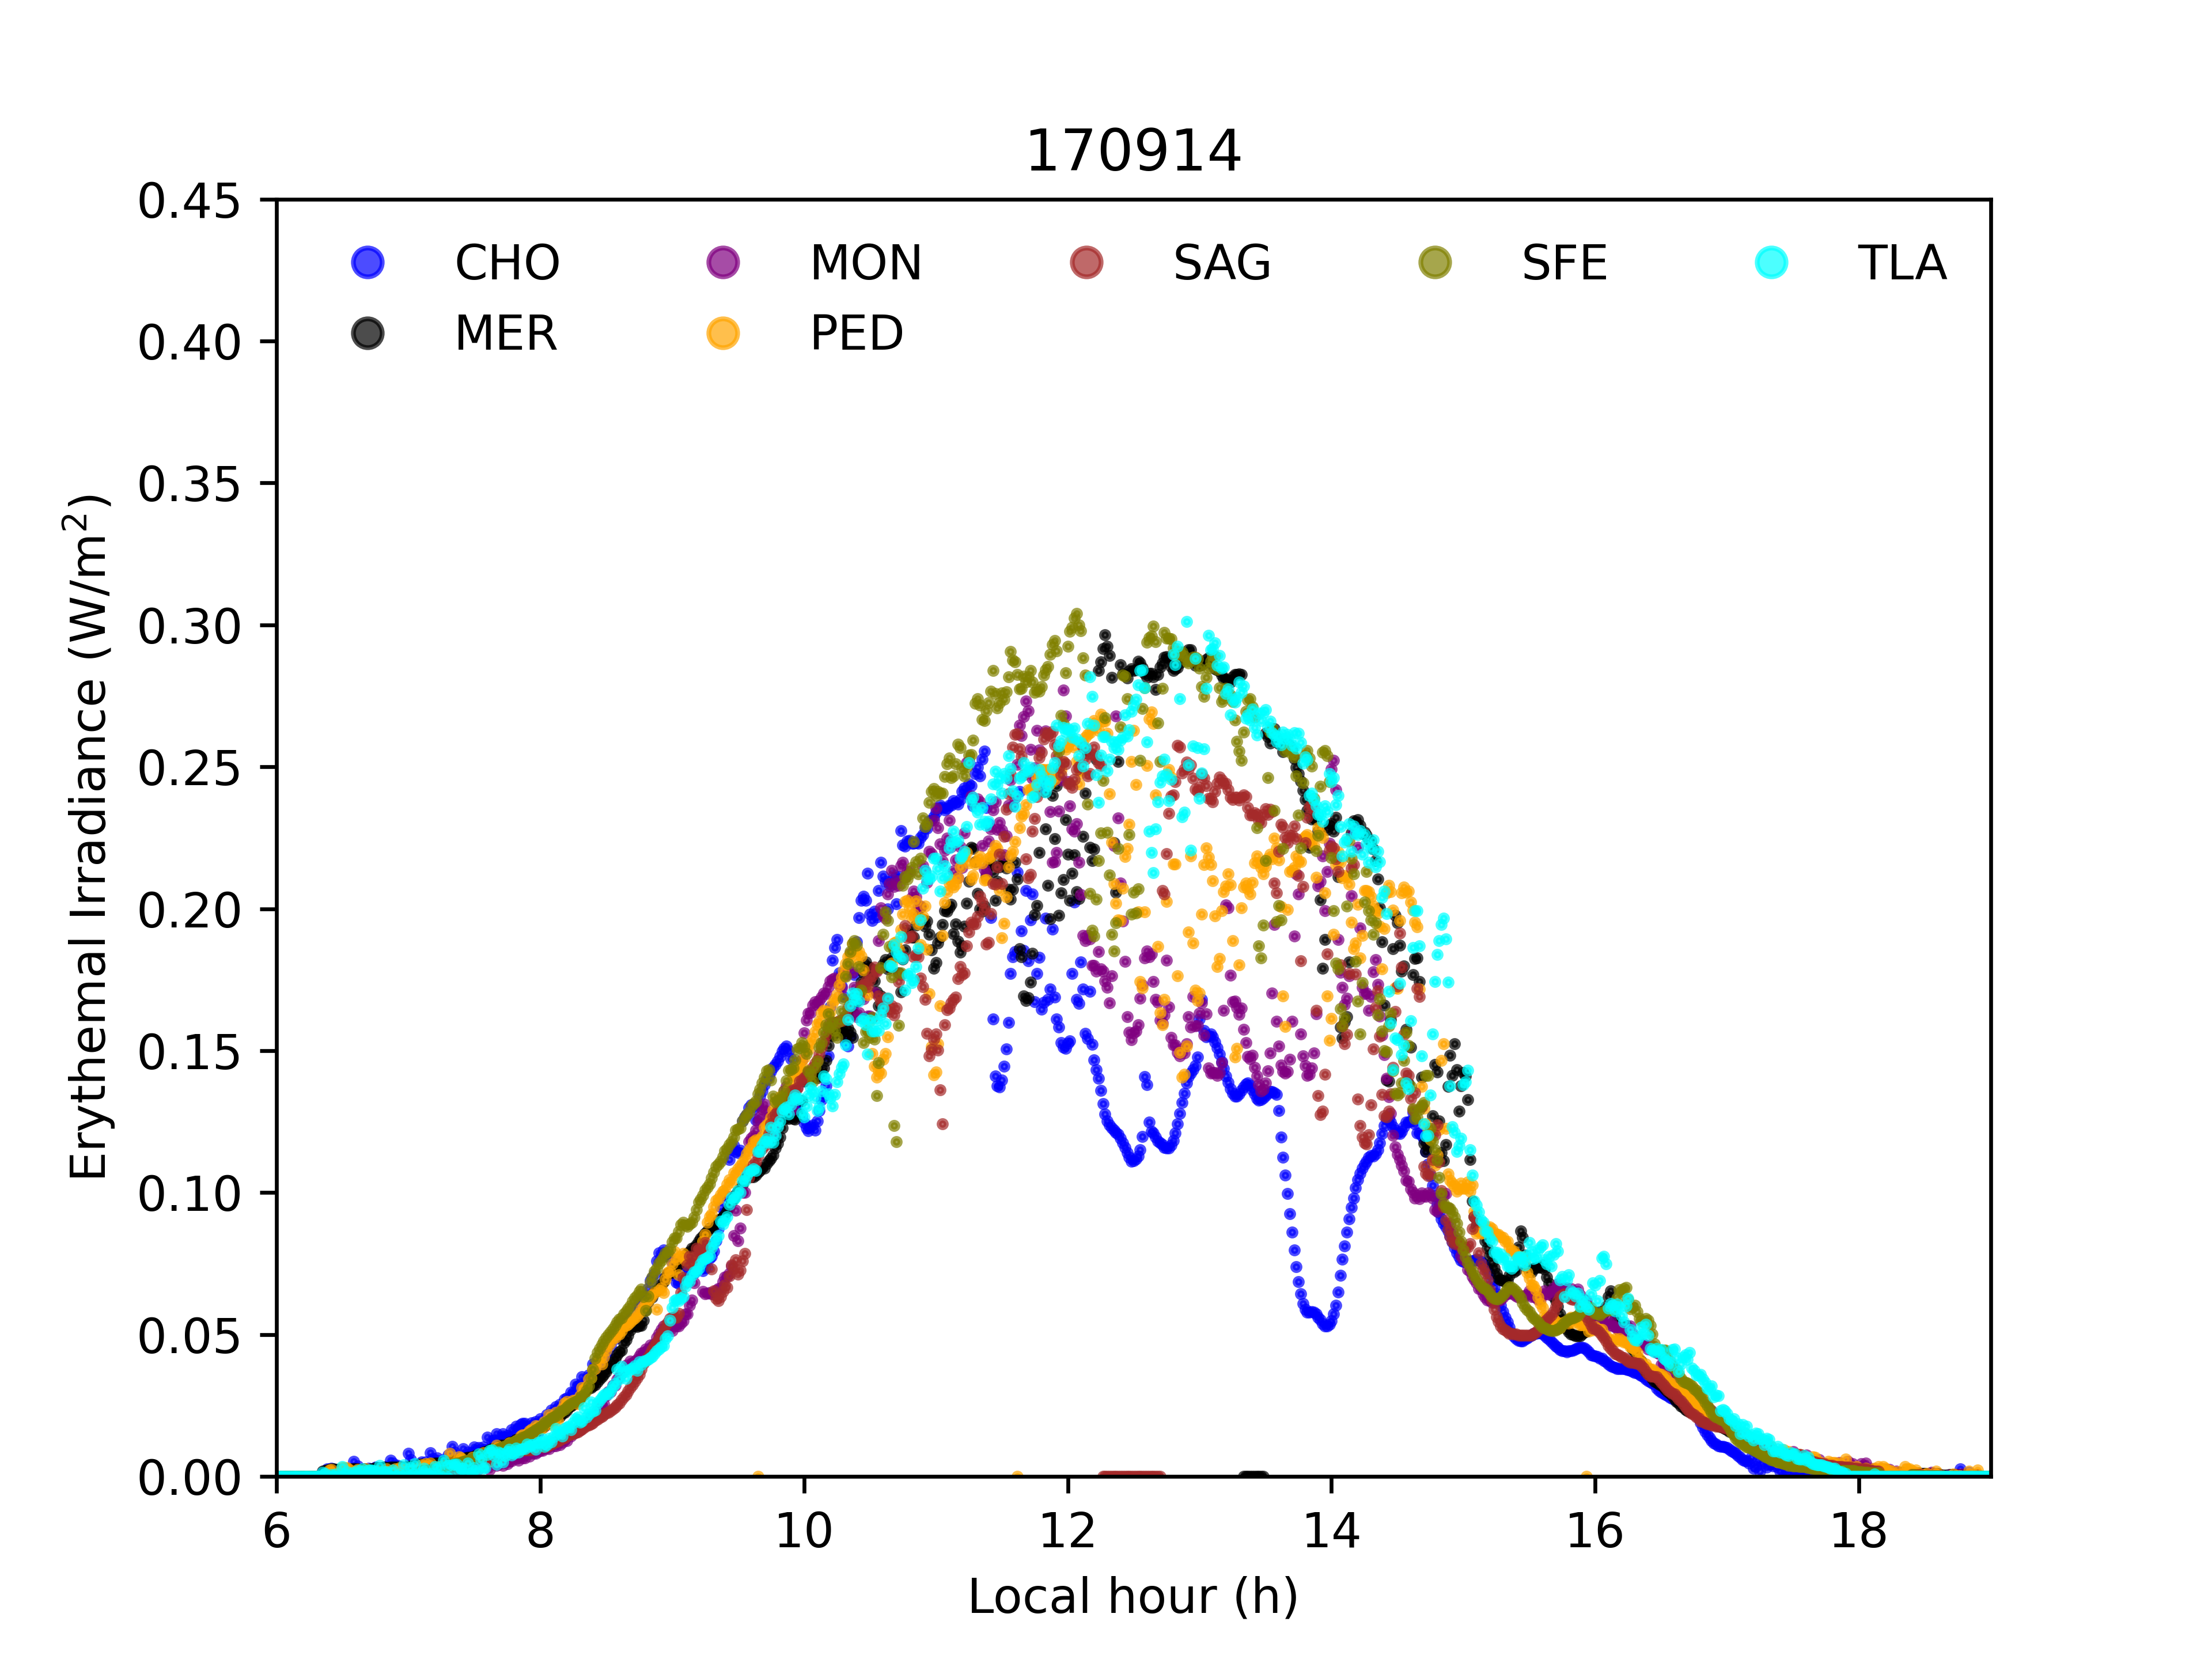 170914
0.45
CHO MON SAG SFE TLA
MER PED
0.40
0.35
0.30
0.25
0.20
0.15
0.10
0.05
0.00
Erythemal Irradiance (W/m²)
6 8 10 12 14 16 18
Local hour (h)